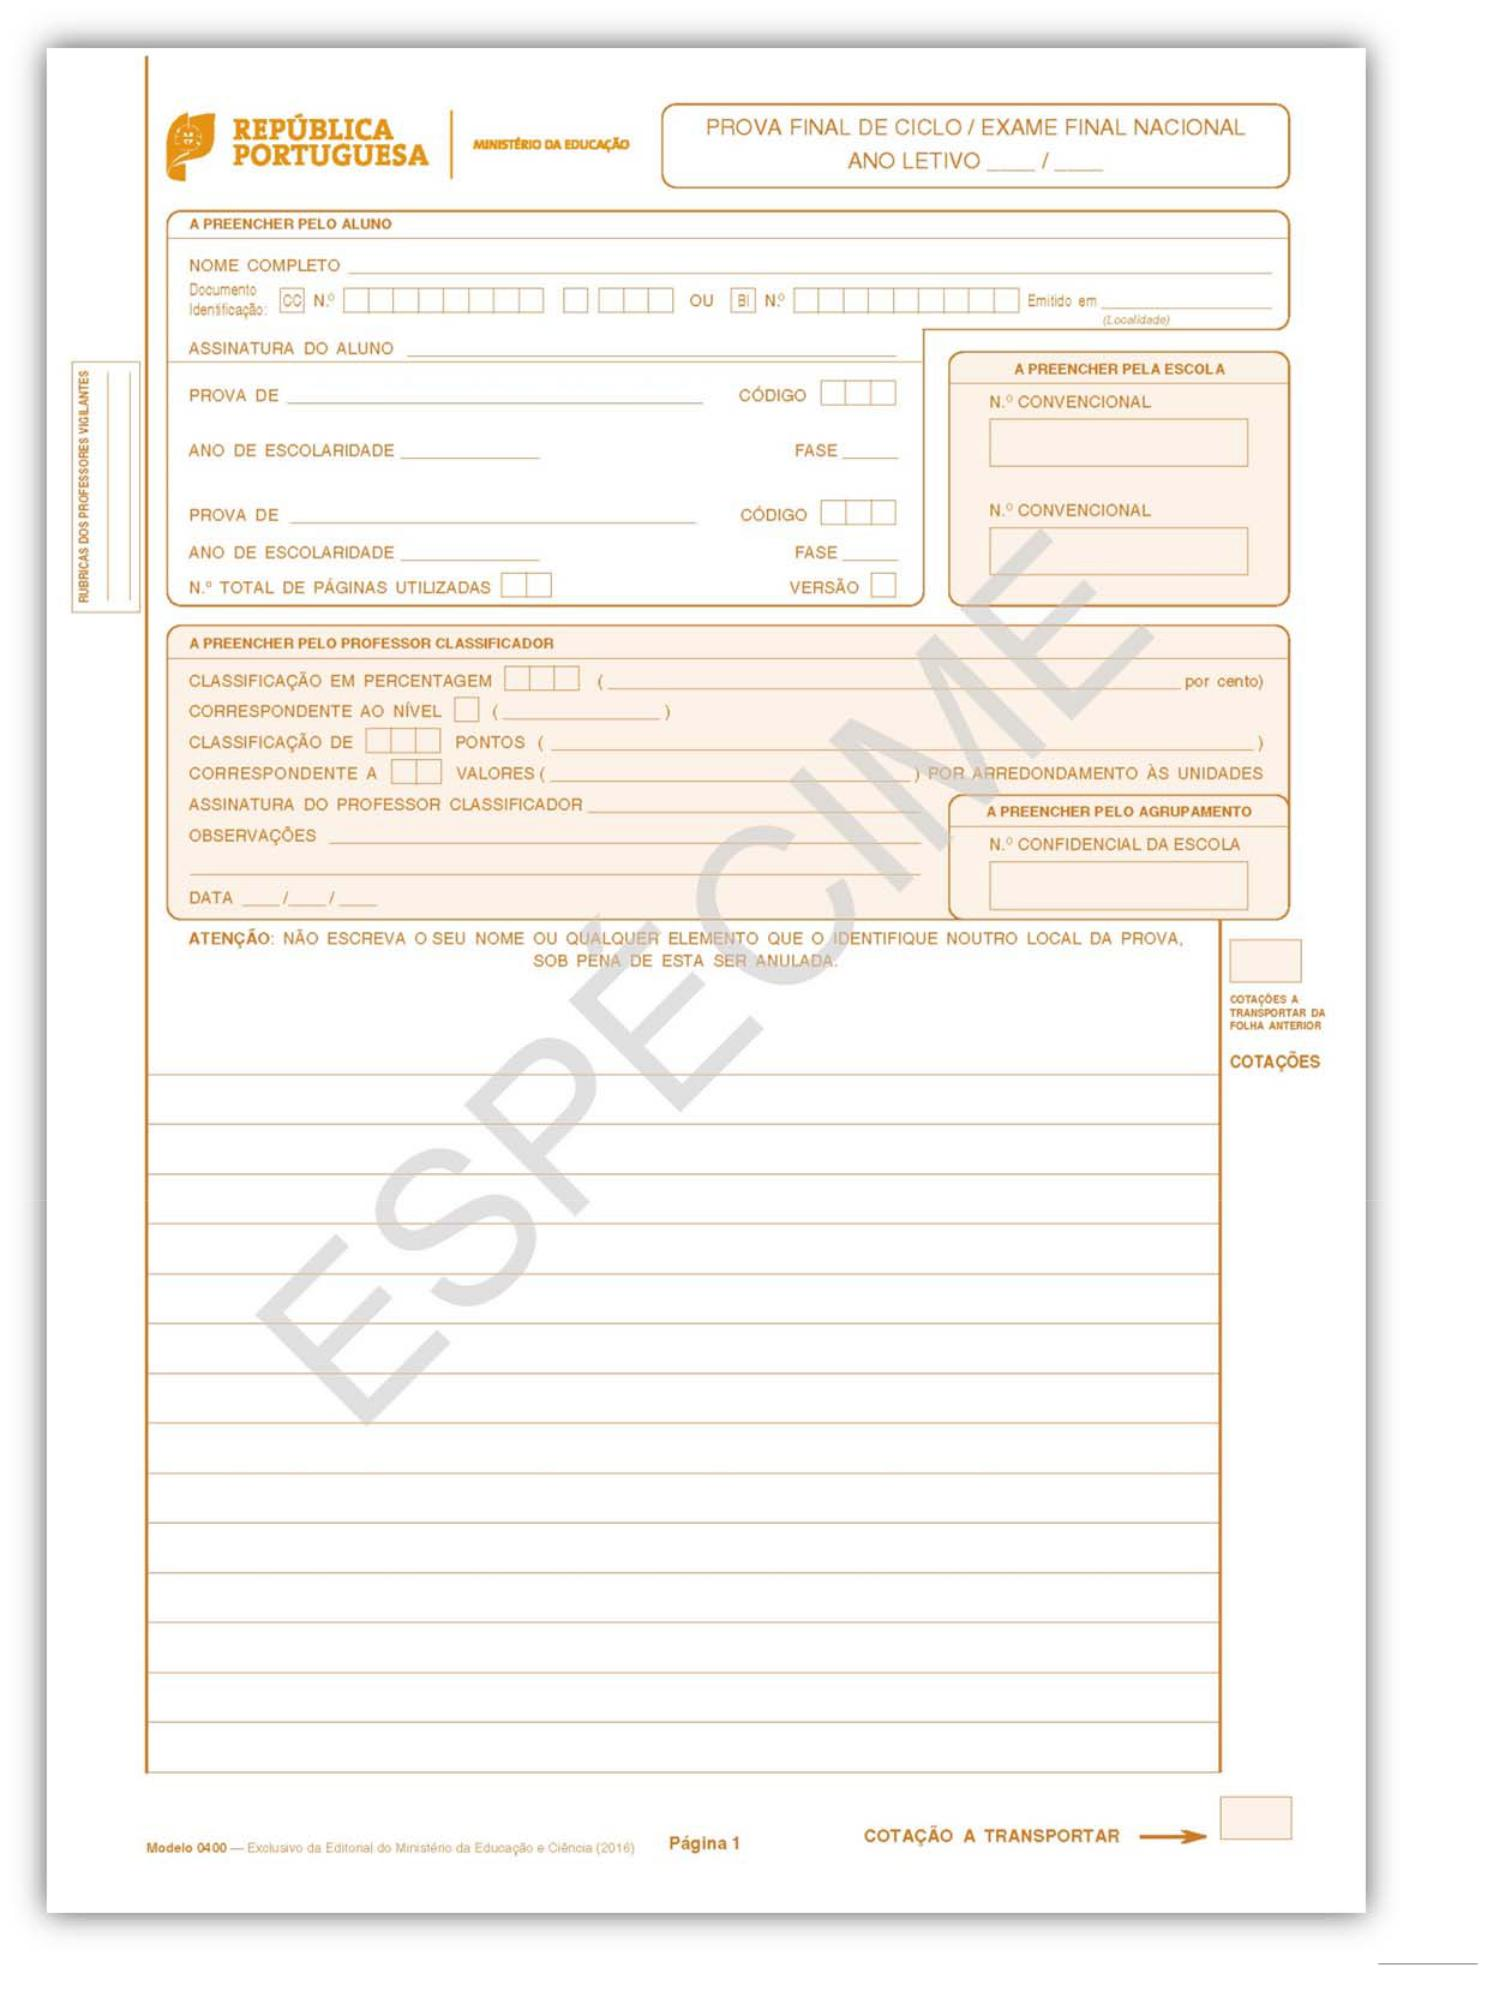 REPÚBLICA
PORTUGUESA
MINISTÉRIO DA EDUCAÇÃO
PROVA FINAL DE CICLO / EXAME FINAL NACIONAL
ANO LETIVO ____ / ____
A PREENCHER PELO ALUNO
NOME COMPLETO
Documento
Identificação: CC N.º OU BI N.º Emitido em
(Localidade)
ASSINATURA DO ALUNO
PROVA DE CÓDIGO
ANO DE ESCOLARIDADE FASE
PROVA DE CÓDIGO
ANO DE ESCOLARIDADE FASE
N.º TOTAL DE PÁGINAS UTILIZADAS VERSÃO
A PREENCHER PELA ESCOLA
N.º CONVENCIONAL
N.º CONVENCIONAL
RUBRICAS DOS PROFESSORES VIGILANTES
A PREENCHER PELO PROFESSOR CLASSIFICADOR
CLASSIFICAÇÃO EM PERCENTAGEM ( por cento)
CORRESPONDENTE AO NÍVEL ( )
CLASSIFICAÇÃO DE PONTOS ( )
CORRESPONDENTE A VALORES ( ) POR ARREDONDAMENTO ÀS UNIDADES
ASSINATURA DO PROFESSOR CLASSIFICADOR
OBSERVAÇÕES
DATA ____/____/____
A PREENCHER PELO AGRUPAMENTO
N.º CONFIDENCIAL DA ESCOLA
ATENÇÃO: NÃO ESCREVA O SEU NOME OU QUALQUER ELEMENTO QUE O IDENTIFIQUE NOUTRO LOCAL DA PROVA,
SOB PENA DE ESTA SER ANULADA.
COTAÇÕES A
TRANSPORTAR DA
FOLHA ANTERIOR
COTAÇÕES
ESPÉCIME
Modelo 0400 — Exclusivo da Editorial do Ministério da Educação e Ciência (2016)
Página 1
COTAÇÃO A TRANSPORTAR